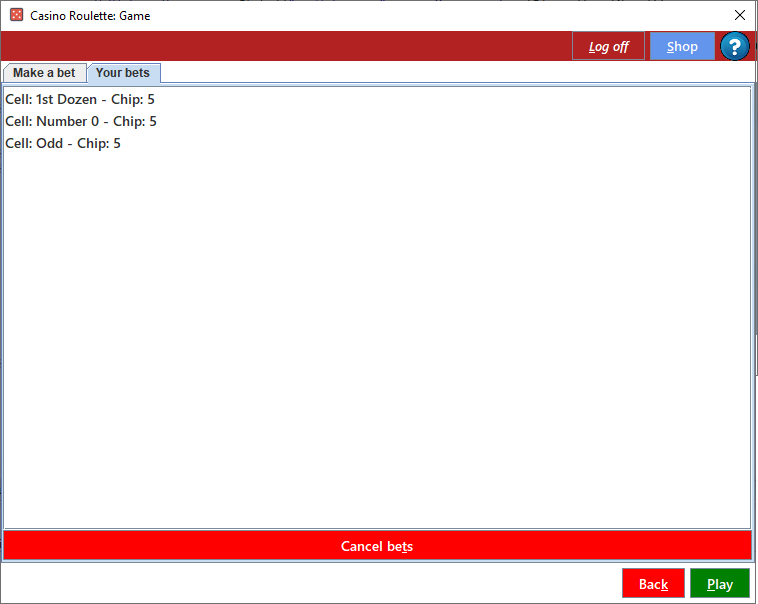 Casino Roulette: Game
Log off
Shop
?
Make a bet
Your bets
Cell: 1st Dozen - Chip: 5
Cell: Number 0 - Chip: 5
Cell: Odd - Chip: 5
Cancel bets
Back
Play